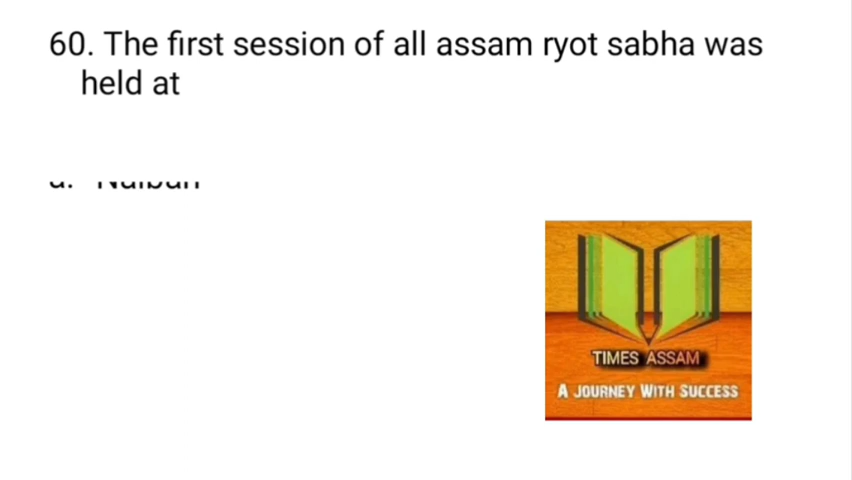 60. The first session of all assam ryot sabha was
held at
TIMES ASSAM
A JOURNEY WITH SUCCESS